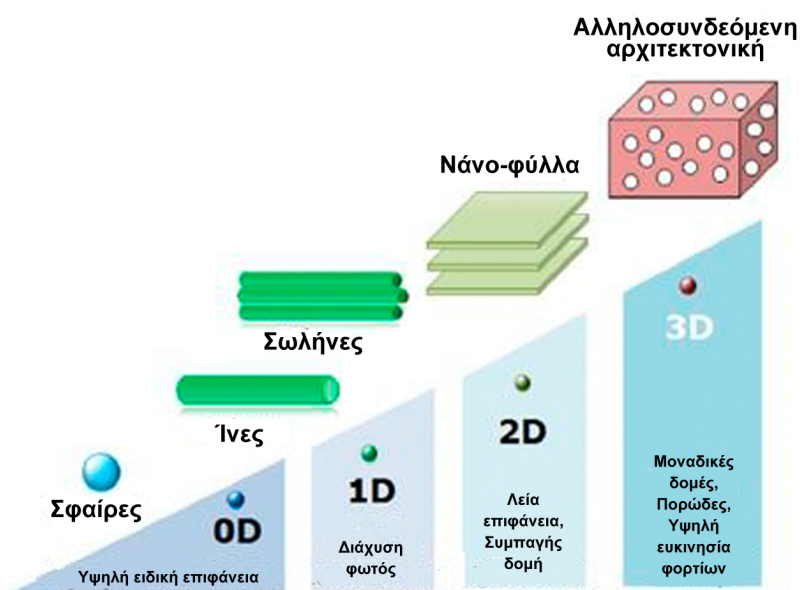 Αλληλοσυνδεόμενη
αρχιτεκτονική
Νάνο-φύλλα
Σωλήνες
Ίνες
Σφαίρες
0D
Υψηλή ειδική επιφάνεια
1D
Διάχυση
φωτός
2D
Λεία
επιφάνεια,
Συμπαγής
δομή
3D
Μοναδικές
δομές,
Πορώδες,
Υψηλή
ευκινησία
φορτίων